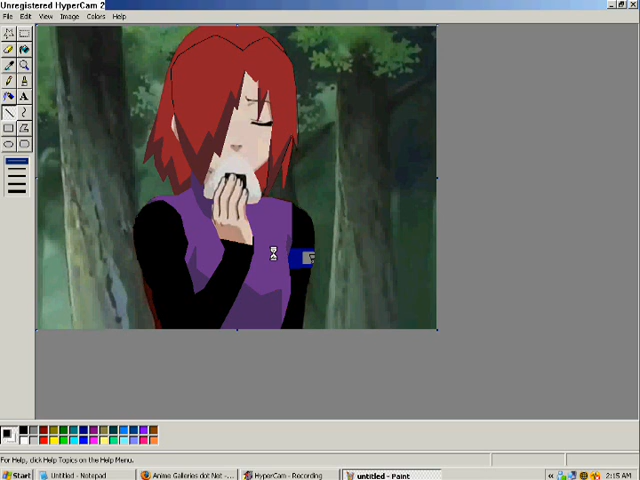 Unregistered HyperCam 2
File Edit View Image Colors Help
A
For Help, click Help Topics on the Help Menu.
Start Untitled - Notepad Anime Galleries dot Net -... HyperCam - Recording untitled - Paint 2:15 AM